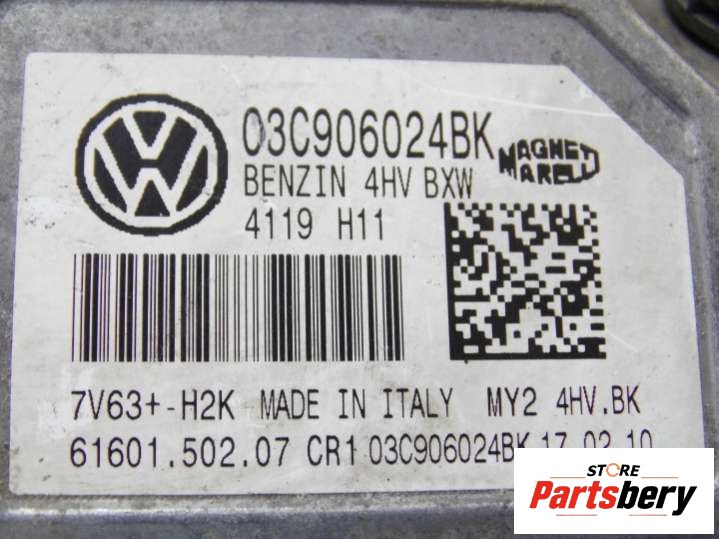 03C906024BK
MAGNETI
MARELLI
BENZIN 4HV BXW
4119 H11
7V63+-H2K MADE IN ITALY MY2 4HV.BK
61601.502.07 CR1 03C906024BK 17.02.10
STORE
Partsbery